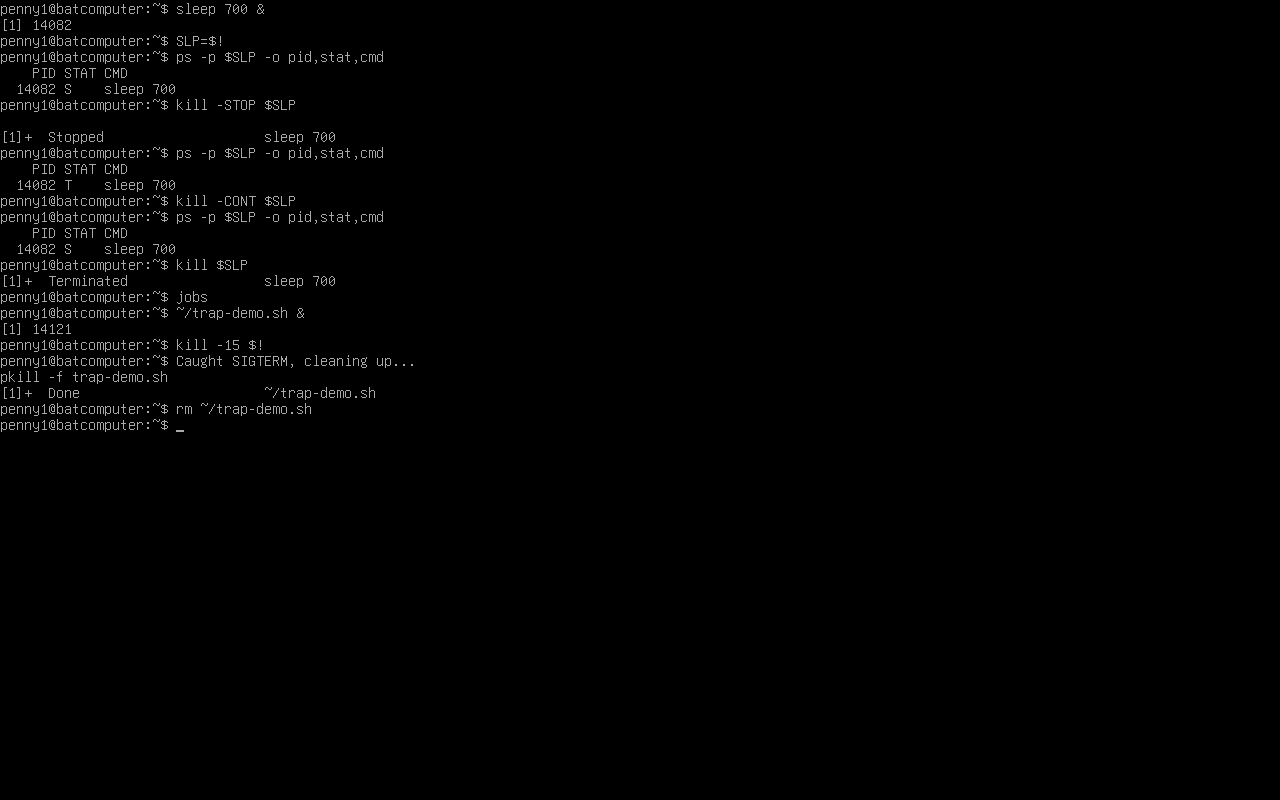 penny1@batcomputer:~$ sleep 700 &
[1] 14082
penny1@batcomputer:~$ SLP=$!
penny1@batcomputer:~$ ps -p $SLP -o pid,stat,cmd
    PID STAT CMD
  14082 S    sleep 700
penny1@batcomputer:~$ kill -STOP $SLP

[1]+  Stopped                    sleep 700
penny1@batcomputer:~$ ps -p $SLP -o pid,stat,cmd
    PID STAT CMD
  14082 T    sleep 700
penny1@batcomputer:~$ kill -CONT $SLP
penny1@batcomputer:~$ ps -p $SLP -o pid,stat,cmd
    PID STAT CMD
  14082 S    sleep 700
penny1@batcomputer:~$ kill $SLP
[1]+  Terminated                 sleep 700
penny1@batcomputer:~$ jobs
penny1@batcomputer:~$ ~/trap-demo.sh &
[1] 14121
penny1@batcomputer:~$ kill -15 $!
penny1@batcomputer:~$ Caught SIGTERM, cleaning up...
pkill -f trap-demo.sh
[1]+  Done                       ~/trap-demo.sh
penny1@batcomputer:~$ rm ~/trap-demo.sh
penny1@batcomputer:~$ _